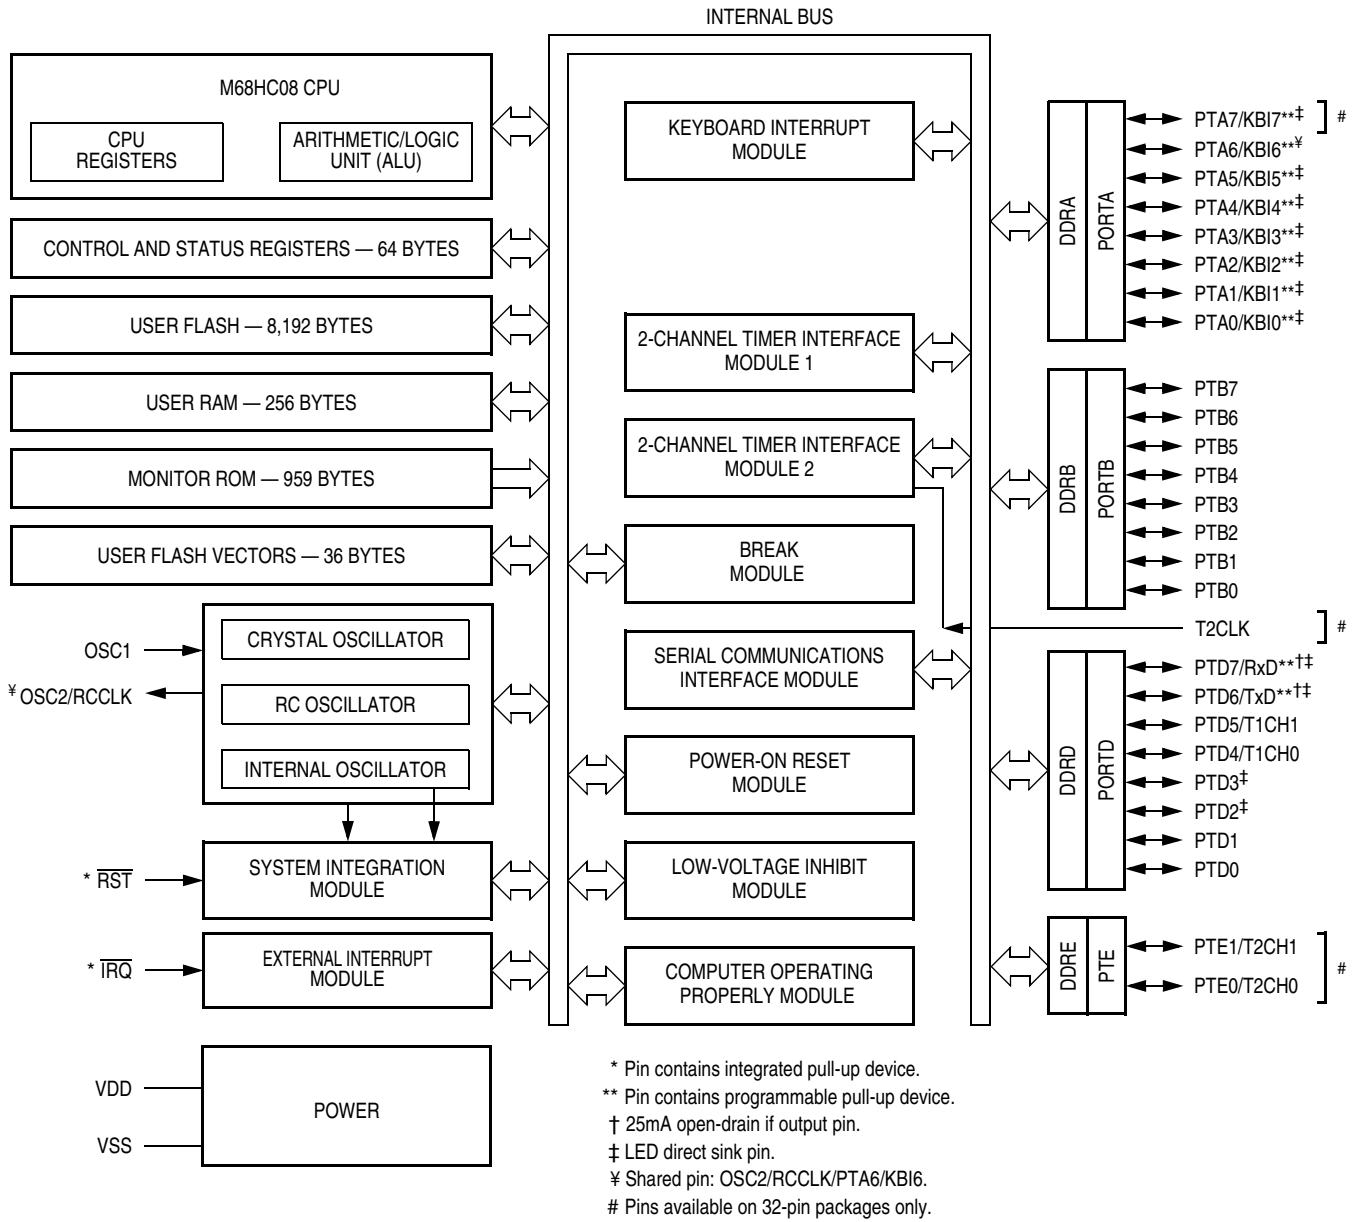 INTERNAL BUS
M68HC08 CPU
CPU
REGISTERS
ARITHMETIC/LOGIC
UNIT (ALU)
CONTROL AND STATUS REGISTERS — 64 BYTES
USER FLASH — 8,192 BYTES
USER RAM — 256 BYTES
MONITOR ROM — 959 BYTES
USER FLASH VECTORS — 36 BYTES
OSC1
¥ OSC2/RCCLK
CRYSTAL OSCILLATOR
RC OSCILLATOR
INTERNAL OSCILLATOR
* RST
SYSTEM INTEGRATION
MODULE
* IRQ
EXTERNAL INTERRUPT
MODULE
VDD
VSS
POWER
KEYBOARD INTERRUPT
MODULE
2-CHANNEL TIMER INTERFACE
MODULE 1
2-CHANNEL TIMER INTERFACE
MODULE 2
BREAK
MODULE
SERIAL COMMUNICATIONS
INTERFACE MODULE
POWER-ON RESET
MODULE
LOW-VOLTAGE INHIBIT
MODULE
COMPUTER OPERATING
PROPERLY MODULE
DDRA
PORTA
PTA7/KBI7**‡
#
PTA6/KBI6**¥
PTA5/KBI5**‡
PTA4/KBI4**‡
PTA3/KBI3**‡
PTA2/KBI2**‡
PTA1/KBI1**‡
PTA0/KBI0**‡
DDRB
PORTB
PTB7
PTB6
PTB5
PTB4
PTB3
PTB2
PTB1
PTB0
T2CLK
#
DDRD
PORTD
PTD7/RxD**†‡
PTD6/TxD**†‡
PTD5/T1CH1
PTD4/T1CH0
PTD3‡
PTD2‡
PTD1
PTD0
DDRE
PTE
PTE1/T2CH1
PTE0/T2CH0
#
* Pin contains integrated pull-up device.
** Pin contains programmable pull-up device.
† 25mA open-drain if output pin.
‡ LED direct sink pin.
¥ Shared pin: OSC2/RCCLK/PTA6/KBI6.
# Pins available on 32-pin packages only.